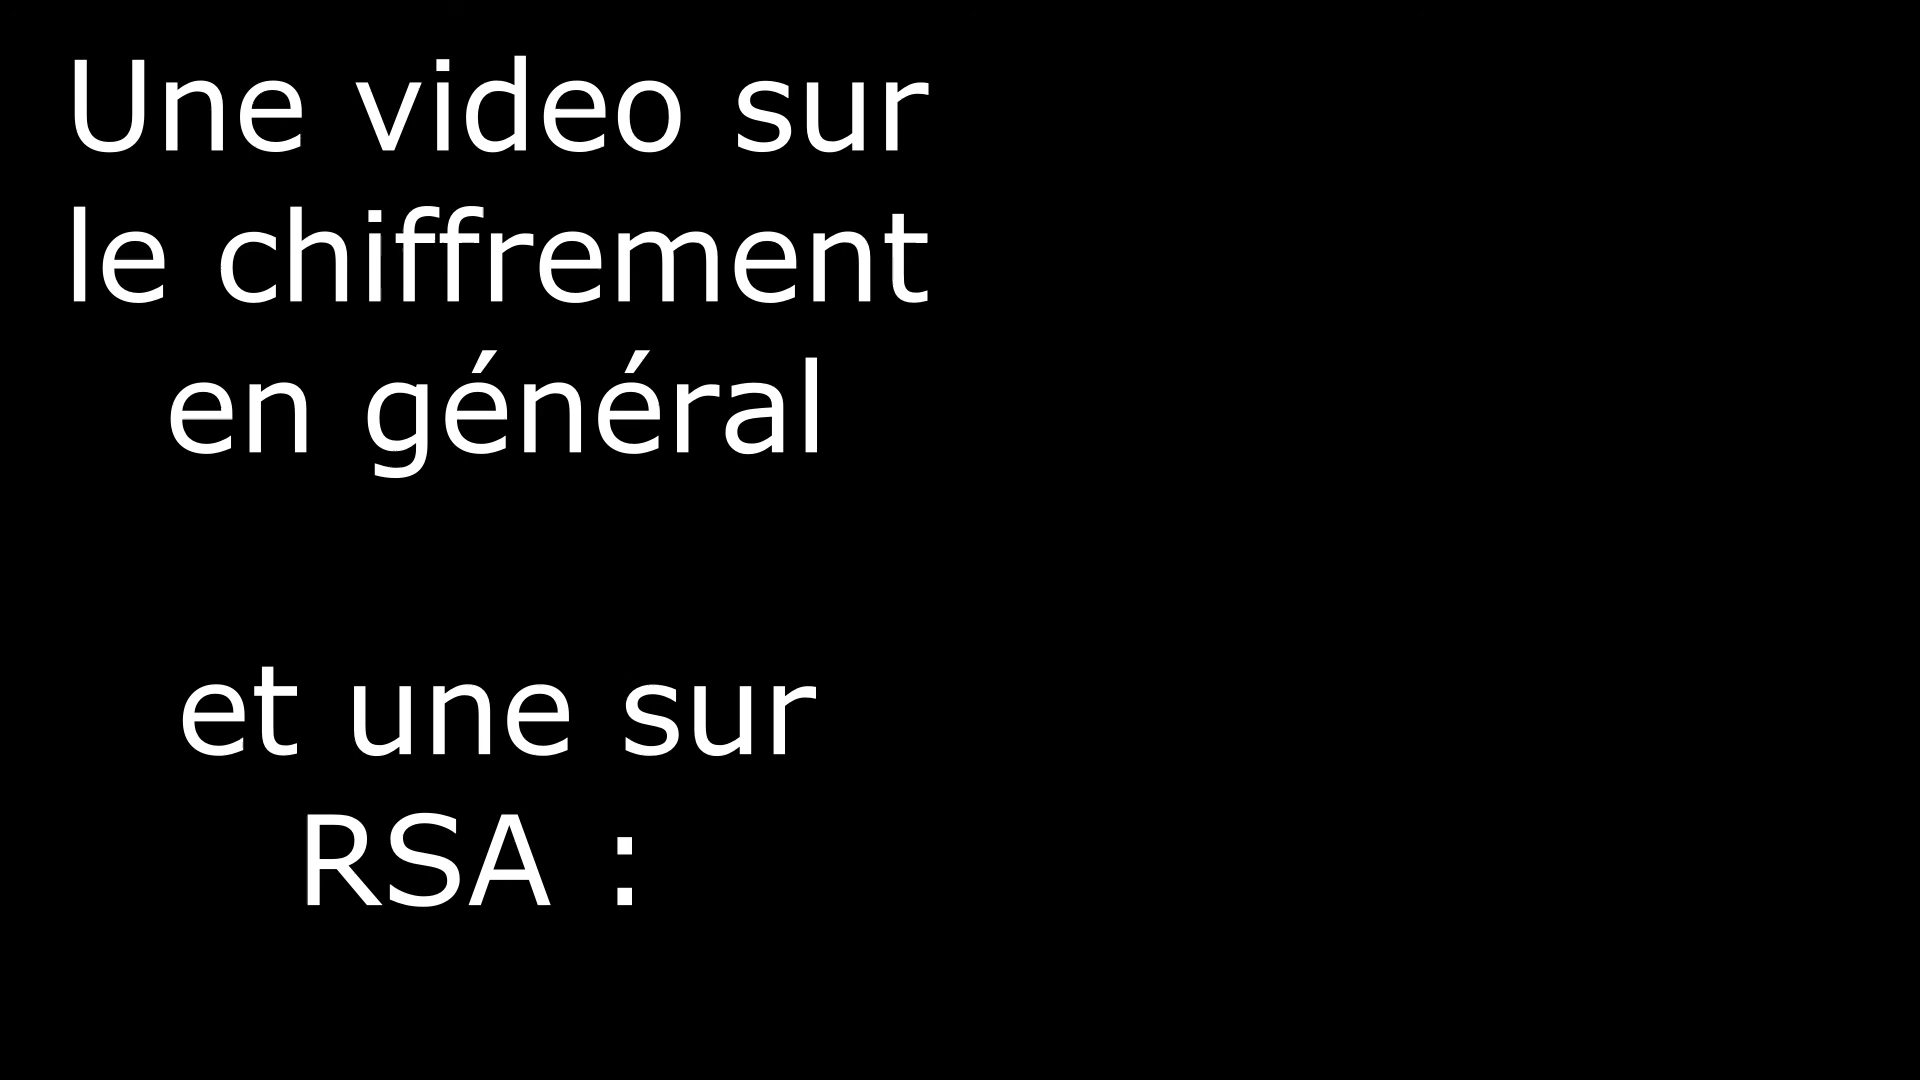 Une video sur
le chiffrement
en général
et une sur
RSA :